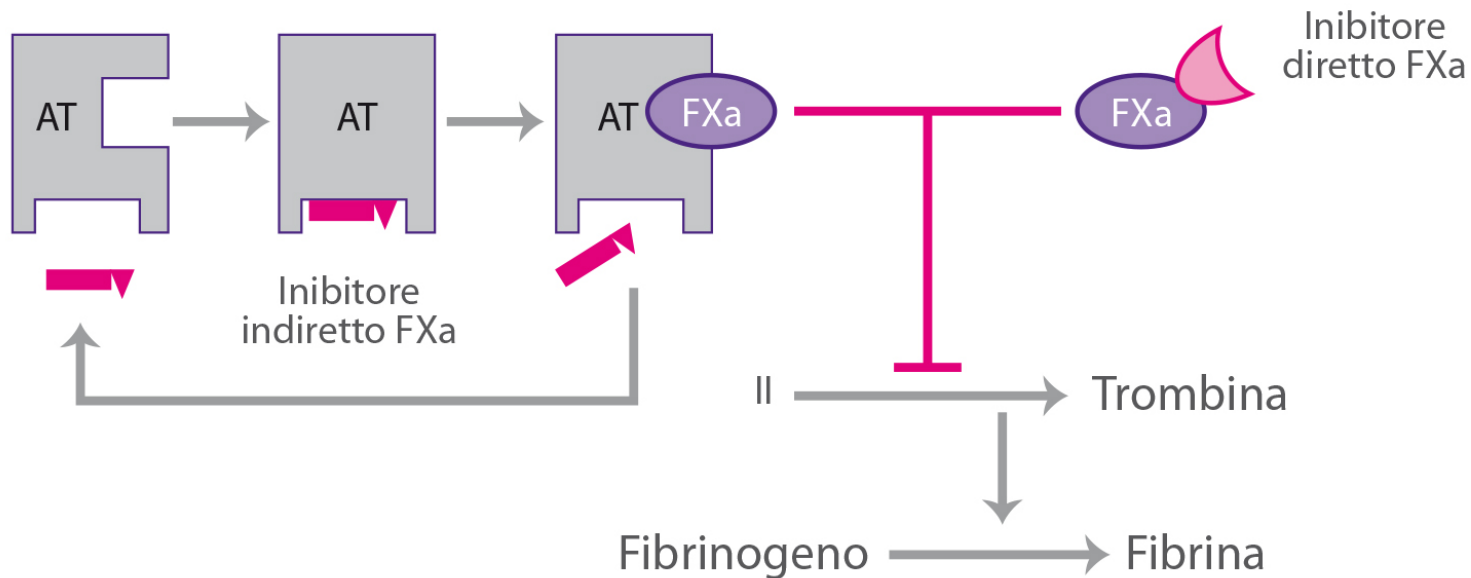 Inibitore
diretto FXa
AT
AT
AT
FXa
FXa
Inibitore
indiretto FXa
II
Trombina
Fibrinogeno
Fibrina